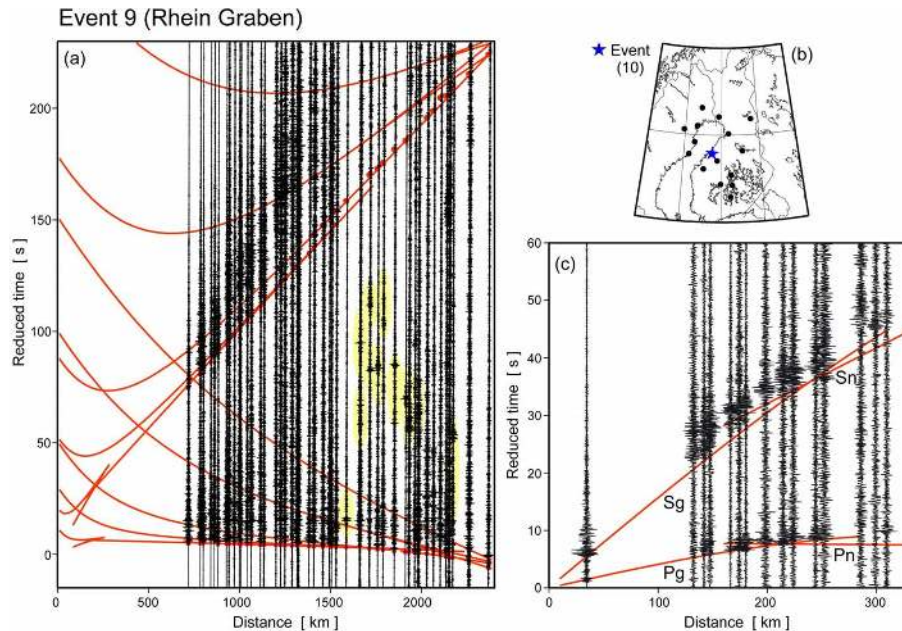 Event 9 (Rhein Graben)
(a)
200
150
100
50
0
Reduced time [ s ]
0 500 1000 1500 2000
Distance [ km ]
Event
(10)
(b)
60
50
40
30
20
10
0
Reduced time [ s ]
(c)
Sn
Sg
Pg
Pn
0 100 200 300
Distance [ km ]